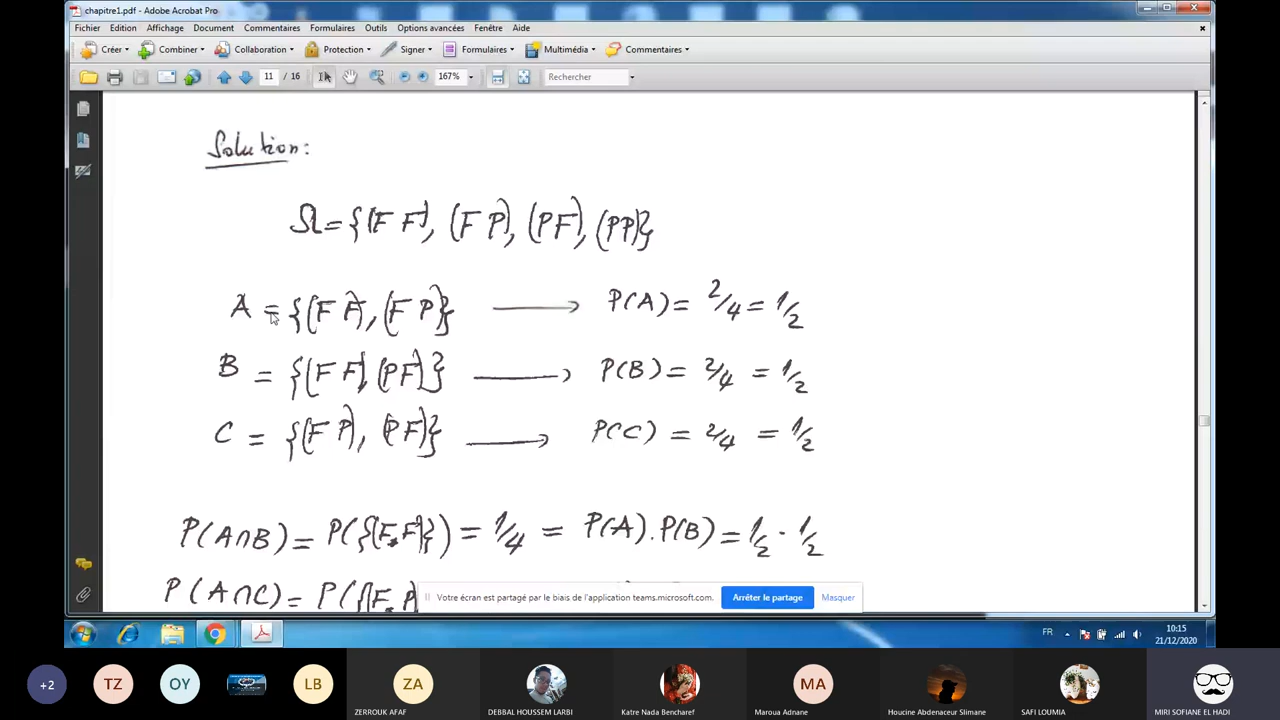 chapitre1.pdf - Adobe Acrobat Pro
Fichier Edition Affichage Document Commentaires Formulaires Outils Options avancées Fenêtre Aide
Créer Combiner Collaboration Protection Signer Formulaires Multimédia Commentaires
11 / 16 167% Rechercher
Solution:
Ω = {(F F), (F P), (P F), (P P)}
A = {(F F), (F P)} → P(A) = 2/4 = 1/2
B = {(F F), (P F)} → P(B) = 2/4 = 1/2
C = {(F P), (P F)} → P(C) = 2/4 = 1/2
P(A∩B) = P({(F,F)}) = 1/4 = P(A).P(B) = 1/2 · 1/2
P(A∩C) = P({(F,P
Votre écran est partagé par le biais de l'application teams.microsoft.com. Arrêter le partage Masquer
FR 10:15
21/12/2020
+2 TZ OY LB ZA MA
ZERROUK AFAF DEBBAL HOUSSEM LARBI Katre Nada Bencharef Maroua Adnane Houcine Abdenaceur Slimane SAFI LOUMIA MIRI SOFIANE EL HADI